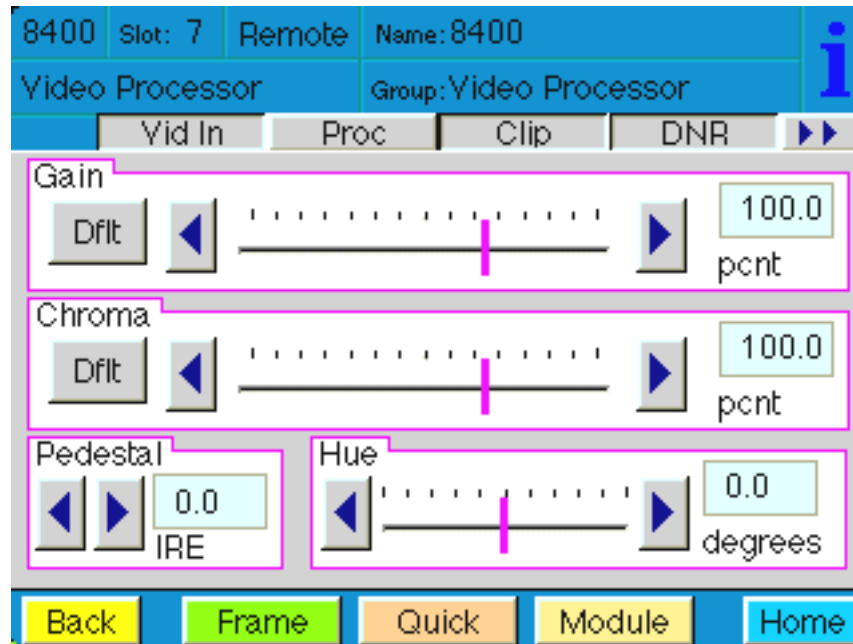 8400 Slot: 7 Remote Name: 8400
Video Processor Group: Video Processor
Vid In Proc Clip DNR
Gain
Dflt 100.0
pcnt
Chroma
Dflt 100.0
pcnt
Pedestal Hue
0.0 0.0
IRE degrees
Back Frame Quick Module Home